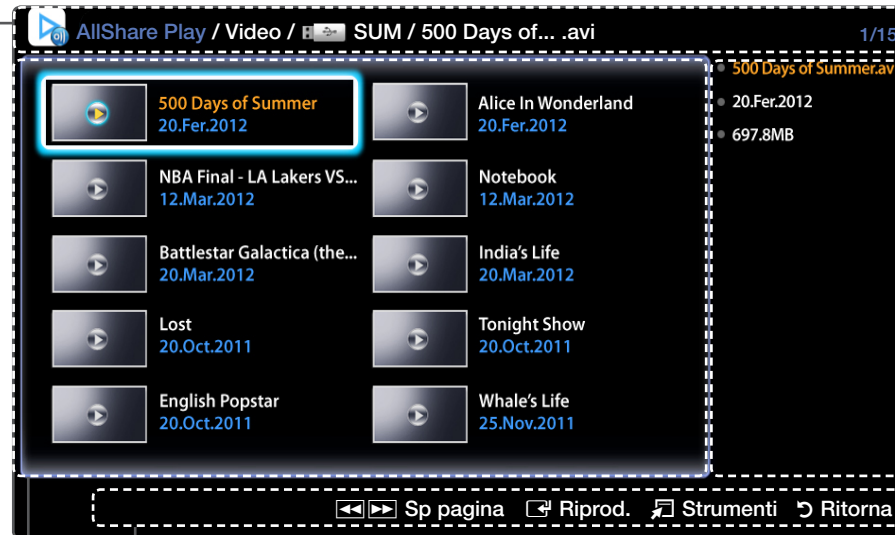 AllShare Play / Video / SUM / 500 Days of... .avi
1/15
500 Days of Summer
20.Fer.2012
Alice In Wonderland
20.Fer.2012
NBA Final - LA Lakers VS...
12.Mar.2012
Notebook
12.Mar.2012
Battlestar Galactica (the...
20.Mar.2012
India’s Life
20.Mar.2012
Lost
20.Oct.2011
Tonight Show
20.Oct.2011
English Popstar
20.Oct.2011
Whale’s Life
25.Nov.2011
500 Days of Summer.av
20.Fer.2012
697.8MB
Sp pagina Riprod. Strumenti Ritorna